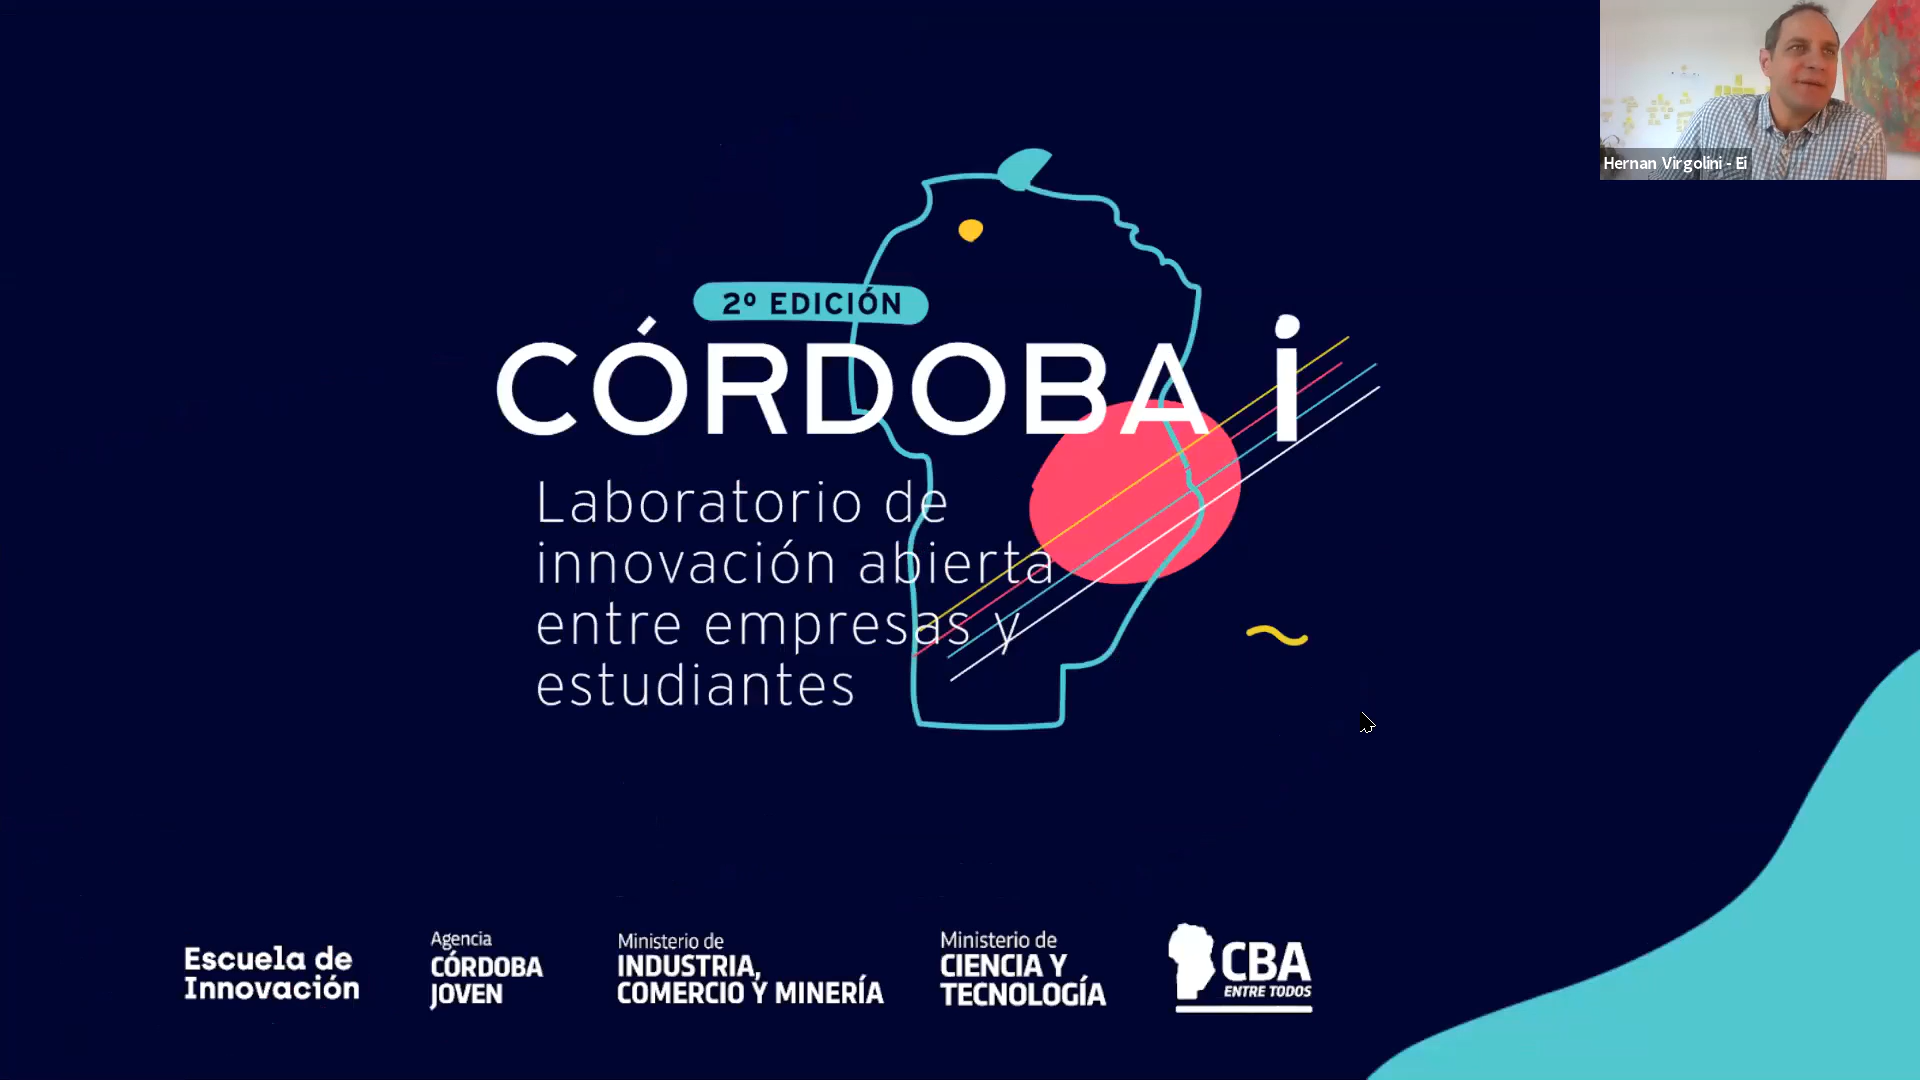 Hernan Virgolini - Ei
2º EDICIÓN
CÓRDOBA i
Laboratorio de
innovación abierta
entre empresas y
estudiantes
Escuela de
Innovación
Agencia
CÓRDOBA
JOVEN
Ministerio de
INDUSTRIA,
COMERCIO Y MINERÍA
Ministerio de
CIENCIA Y
TECNOLOGÍA
CBA
ENTRE TODOS